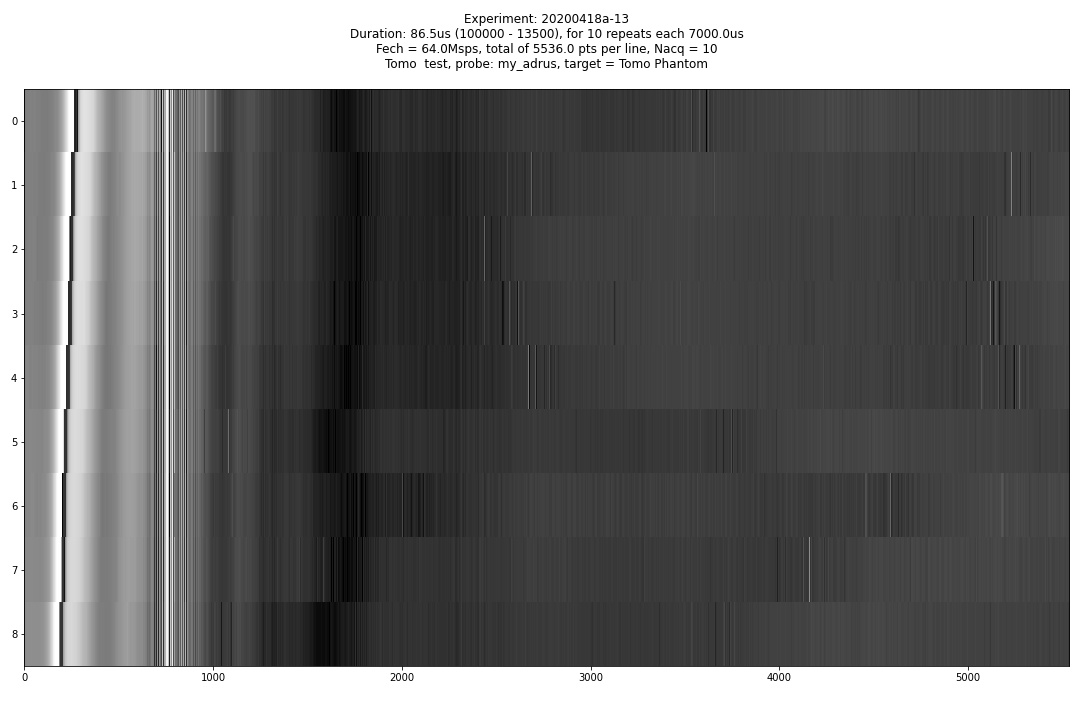 Experiment: 20200418a-13
Duration: 86.5us (100000 - 13500), for 10 repeats each 7000.0us
Fech = 64.0Msps, total of 5536.0 pts per line, Nacq = 10
Tomo  test, probe: my_adrus, target = Tomo Phantom
0
1
2
3
4
5
6
7
8
0 1000 2000 3000 4000 5000